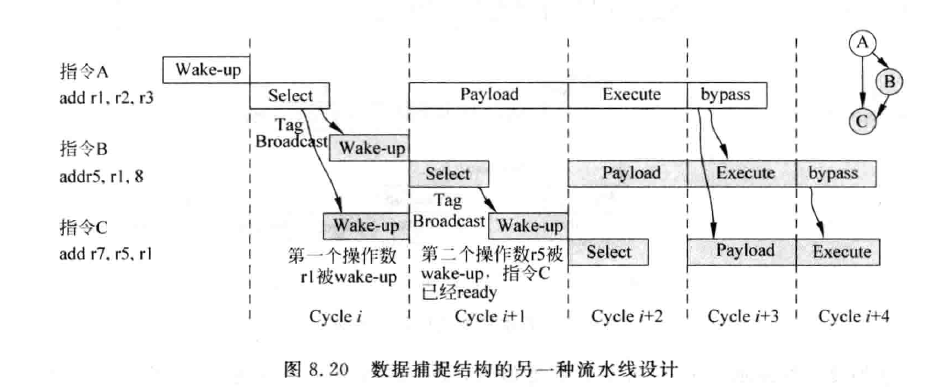 指令A
add r1, r2, r3
Wake-up
Select
Payload
Execute
bypass
Tag
Broadcast
指令B
addr5, r1, 8
Wake-up
Select
Payload
Execute
bypass
Tag
Broadcast
指令C
add r7, r5, r1
Wake-up
Wake-up
Select
Payload
Execute
第一个操作数
r1被wake-up
第二个操作数r5被
wake-up，指令C
已经ready
Cycle i
Cycle i+1
Cycle i+2
Cycle i+3
Cycle i+4
A
B
C
图 8.20 数据捕捉结构的另一种流水线设计